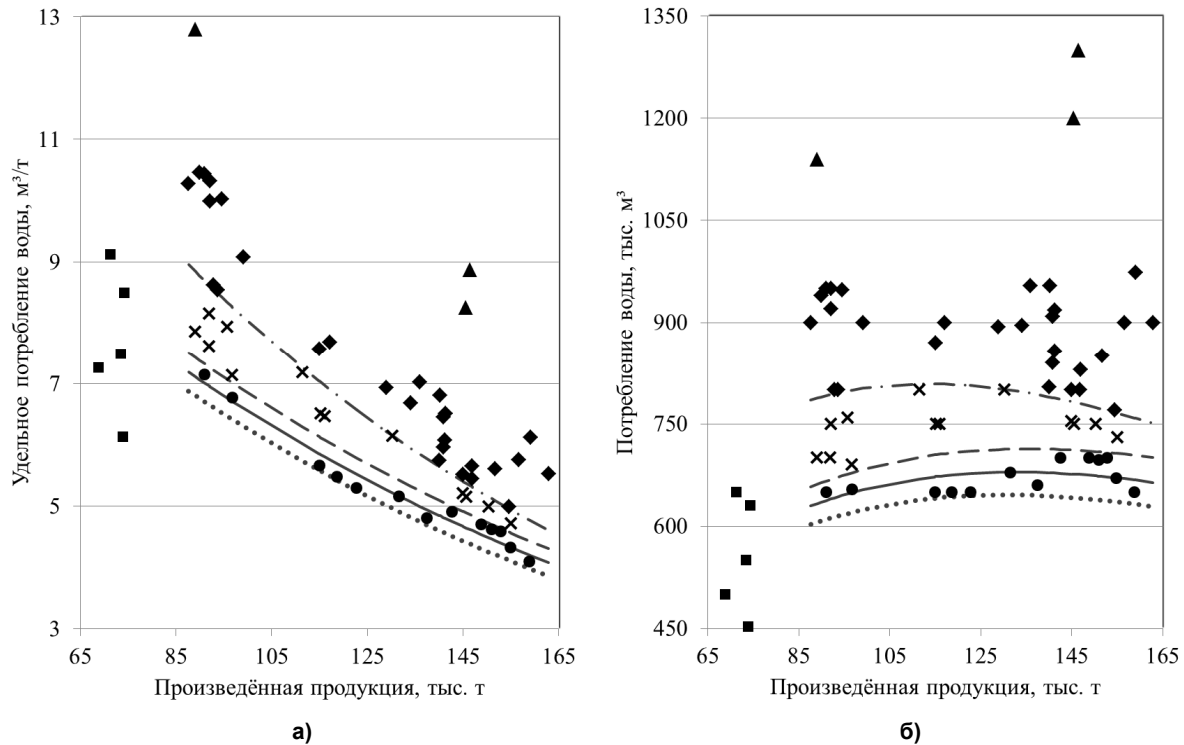 Удельное потребление воды, м³/т
13
11
9
7
5
3
65 85 105 125 145 165
Произведённая продукция, тыс. т
а)
Потребление воды, тыс. м³
1350
1200
1050
900
750
600
450
65 85 105 125 145 165
Произведённая продукция, тыс. т
б)